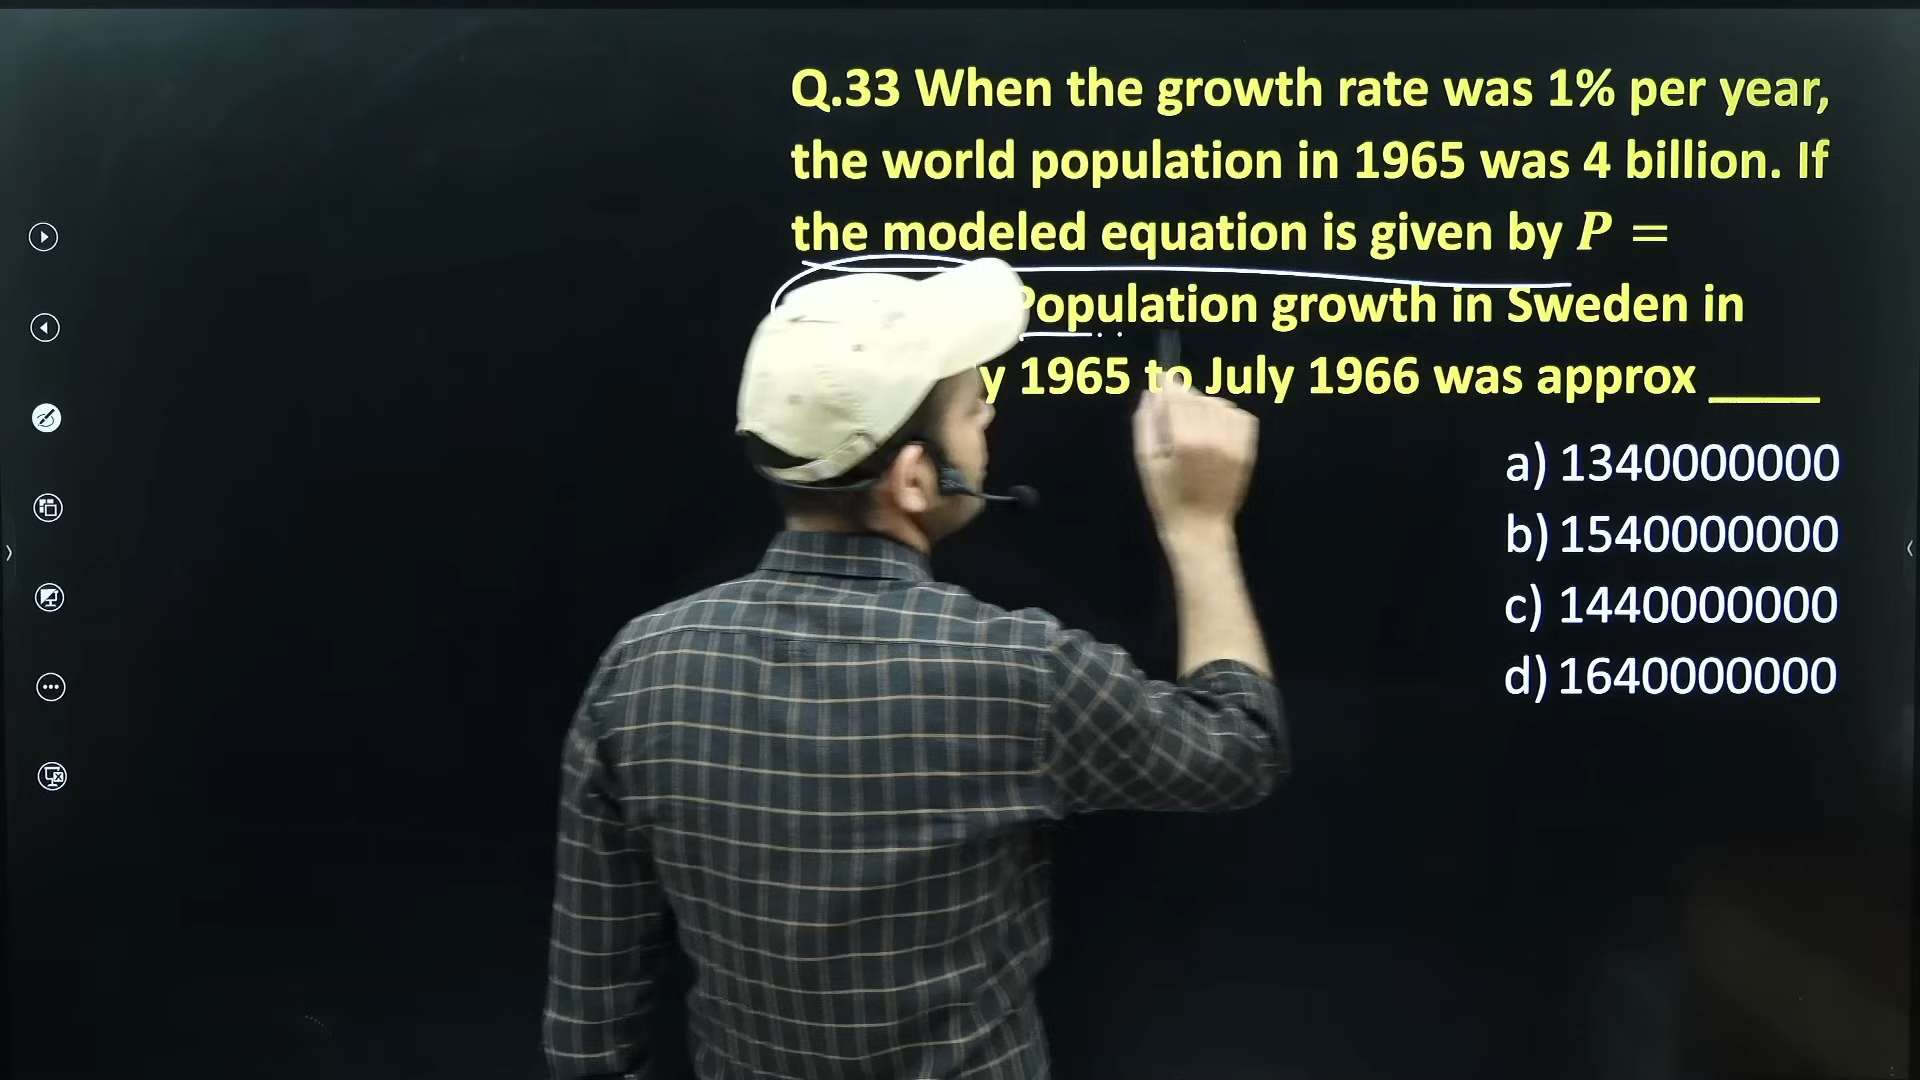 Q.33 When the growth rate was 1% per year,
the world population in 1965 was 4 billion. If
the modeled equation is given by P =
Population growth in Sweden in
1965 to July 1966 was approx ____
a) 1340000000
b) 1540000000
c) 1440000000
d) 1640000000